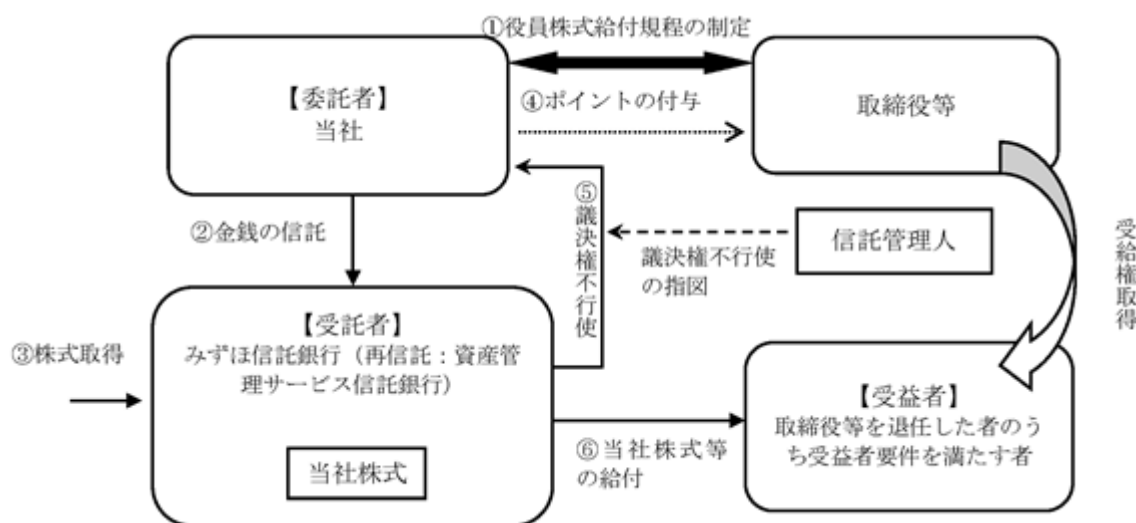 ①役員株式給付規程の制定
【委託者】
当社
④ポイントの付与
取締役等
②金銭の信託
⑤議決権不行使
議決権不行使
の指図
信託管理人
受給権取得
③株式取得
【受託者】
みずほ信託銀行（再信託：資産管
理サービス信託銀行）
当社株式
⑥当社株式等
の給付
【受益者】
取締役等を退任した者のう
ち受益者要件を満たす者